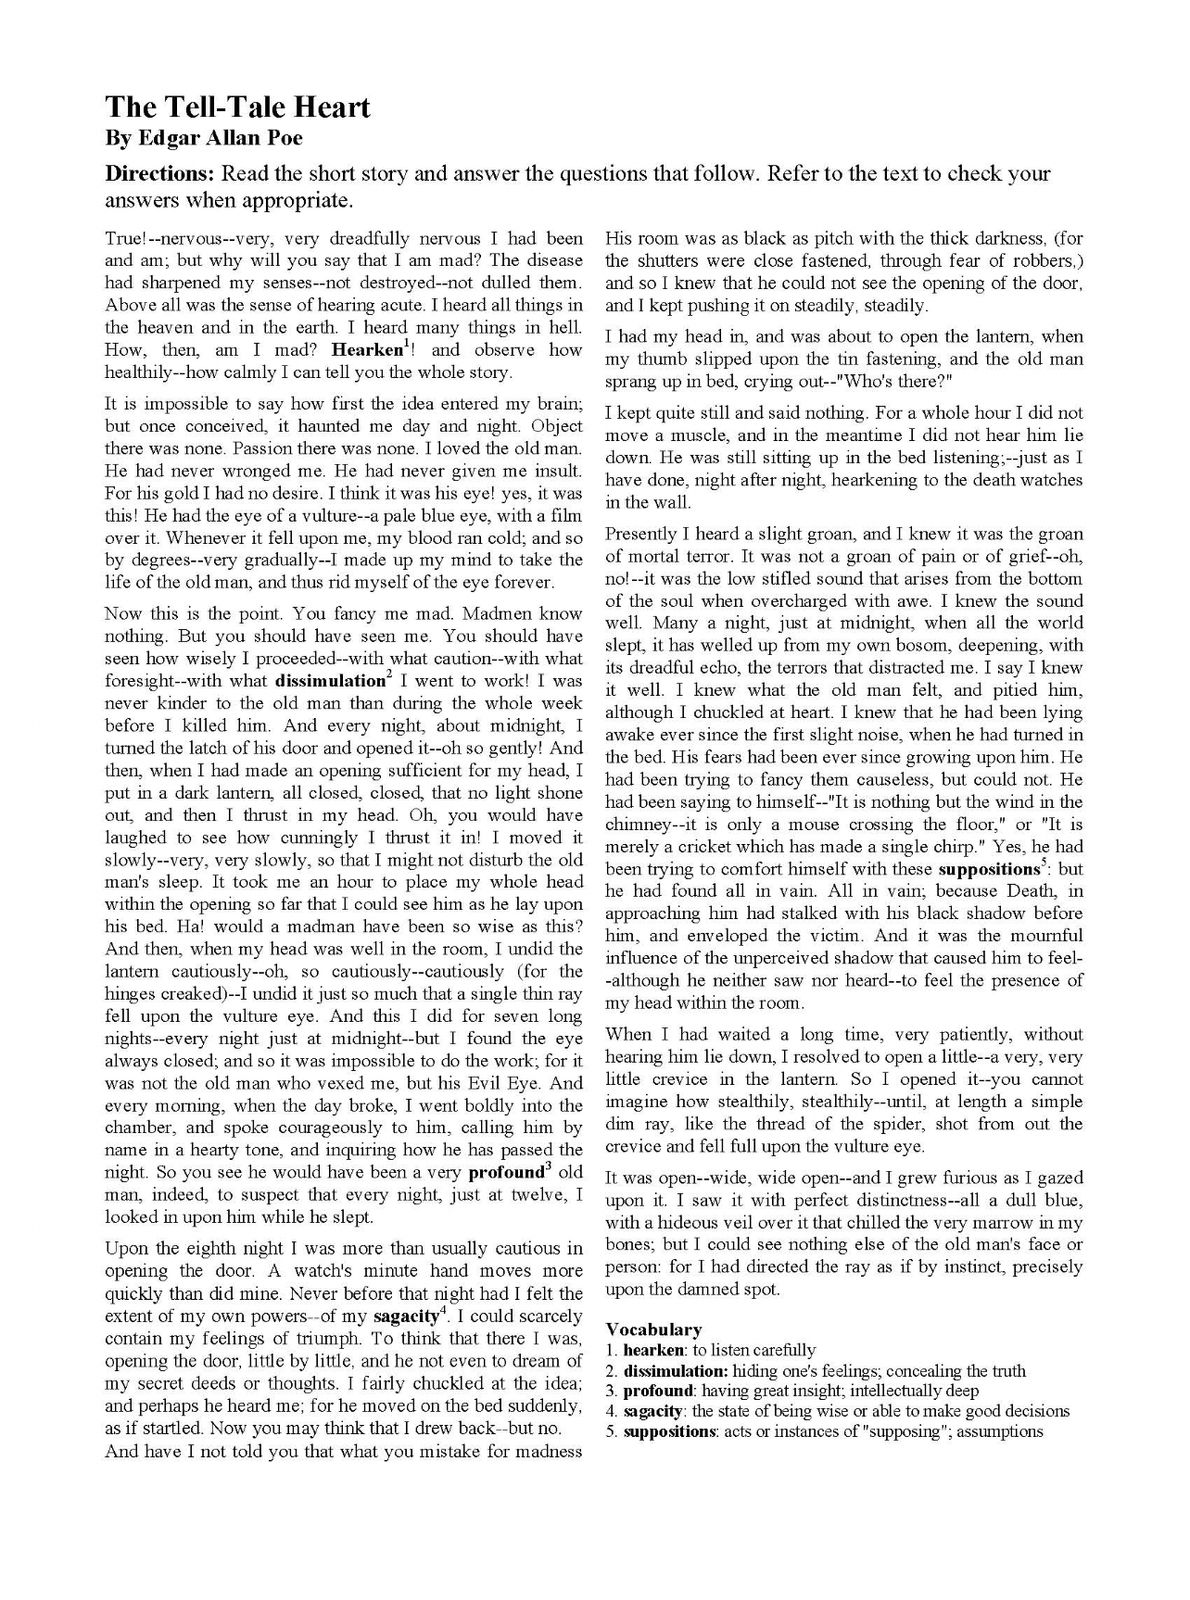 The Tell-Tale Heart
By Edgar Allan Poe
Directions: Read the short story and answer the questions that follow. Refer to the text to check your
answers when appropriate.
True!--nervous--very, very dreadfully nervous I had been
and am; but why will you say that I am mad? The disease
had sharpened my senses--not destroyed--not dulled them.
Above all was the sense of hearing acute. I heard all things in
the heaven and in the earth. I heard many things in hell.
How, then, am I mad? Hearken1! and observe how
healthily--how calmly I can tell you the whole story.
It is impossible to say how first the idea entered my brain;
but once conceived, it haunted me day and night. Object
there was none. Passion there was none. I loved the old man.
He had never wronged me. He had never given me insult.
For his gold I had no desire. I think it was his eye! yes, it was
this! He had the eye of a vulture--a pale blue eye, with a film
over it. Whenever it fell upon me, my blood ran cold; and so
by degrees--very gradually--I made up my mind to take the
life of the old man, and thus rid myself of the eye forever.
Now this is the point. You fancy me mad. Madmen know
nothing. But you should have seen me. You should have
seen how wisely I proceeded--with what caution--with what
foresight--with what dissimulation2 I went to work! I was
never kinder to the old man than during the whole week
before I killed him. And every night, about midnight, I
turned the latch of his door and opened it--oh so gently! And
then, when I had made an opening sufficient for my head, I
put in a dark lantern, all closed, closed, that no light shone
out, and then I thrust in my head. Oh, you would have
laughed to see how cunningly I thrust it in! I moved it
slowly--very, very slowly, so that I might not disturb the old
man's sleep. It took me an hour to place my whole head
within the opening so far that I could see him as he lay upon
his bed. Ha! would a madman have been so wise as this?
And then, when my head was well in the room, I undid the
lantern cautiously--oh, so cautiously--cautiously (for the
hinges creaked)--I undid it just so much that a single thin ray
fell upon the vulture eye. And this I did for seven long
nights--every night just at midnight--but I found the eye
always closed; and so it was impossible to do the work; for it
was not the old man who vexed me, but his Evil Eye. And
every morning, when the day broke, I went boldly into the
chamber, and spoke courageously to him, calling him by
name in a hearty tone, and inquiring how he has passed the
night. So you see he would have been a very profound3 old
man, indeed, to suspect that every night, just at twelve, I
looked in upon him while he slept.
Upon the eighth night I was more than usually cautious in
opening the door. A watch's minute hand moves more
quickly than did mine. Never before that night had I felt the
extent of my own powers--of my sagacity4. I could scarcely
contain my feelings of triumph. To think that there I was,
opening the door, little by little, and he not even to dream of
my secret deeds or thoughts. I fairly chuckled at the idea;
and perhaps he heard me; for he moved on the bed suddenly,
as if startled. Now you may think that I drew back--but no.
And have I not told you that what you mistake for madness
His room was as black as pitch with the thick darkness, (for
the shutters were close fastened, through fear of robbers,)
and so I knew that he could not see the opening of the door,
and I kept pushing it on steadily, steadily.
I had my head in, and was about to open the lantern, when
my thumb slipped upon the tin fastening, and the old man
sprang up in bed, crying out--"Who's there?"
I kept quite still and said nothing. For a whole hour I did not
move a muscle, and in the meantime I did not hear him lie
down. He was still sitting up in the bed listening;--just as I
have done, night after night, hearkening to the death watches
in the wall.
Presently I heard a slight groan, and I knew it was the groan
of mortal terror. It was not a groan of pain or of grief--oh,
no!--it was the low stifled sound that arises from the bottom
of the soul when overcharged with awe. I knew the sound
well. Many a night, just at midnight, when all the world
slept, it has welled up from my own bosom, deepening, with
its dreadful echo, the terrors that distracted me. I say I knew
it well. I knew what the old man felt, and pitied him,
although I chuckled at heart. I knew that he had been lying
awake ever since the first slight noise, when he had turned in
the bed. His fears had been ever since growing upon him. He
had been trying to fancy them causeless, but could not. He
had been saying to himself--"It is nothing but the wind in the
chimney--it is only a mouse crossing the floor," or "It is
merely a cricket which has made a single chirp." Yes, he had
been trying to comfort himself with these suppositions5: but
he had found all in vain. All in vain; because Death, in
approaching him had stalked with his black shadow before
him, and enveloped the victim. And it was the mournful
influence of the unperceived shadow that caused him to feel-
-although he neither saw nor heard--to feel the presence of
my head within the room.
When I had waited a long time, very patiently, without
hearing him lie down, I resolved to open a little--a very, very
little crevice in the lantern. So I opened it--you cannot
imagine how stealthily, stealthily--until, at length a simple
dim ray, like the thread of the spider, shot from out the
crevice and fell full upon the vulture eye.
It was open--wide, wide open--and I grew furious as I gazed
upon it. I saw it with perfect distinctness--all a dull blue,
with a hideous veil over it that chilled the very marrow in my
bones; but I could see nothing else of the old man's face or
person: for I had directed the ray as if by instinct, precisely
upon the damned spot.
Vocabulary
1. hearken: to listen carefully
2. dissimulation: hiding one's feelings; concealing the truth
3. profound: having great insight; intellectually deep
4. sagacity: the state of being wise or able to make good decisions
5. suppositions: acts or instances of "supposing"; assumptions